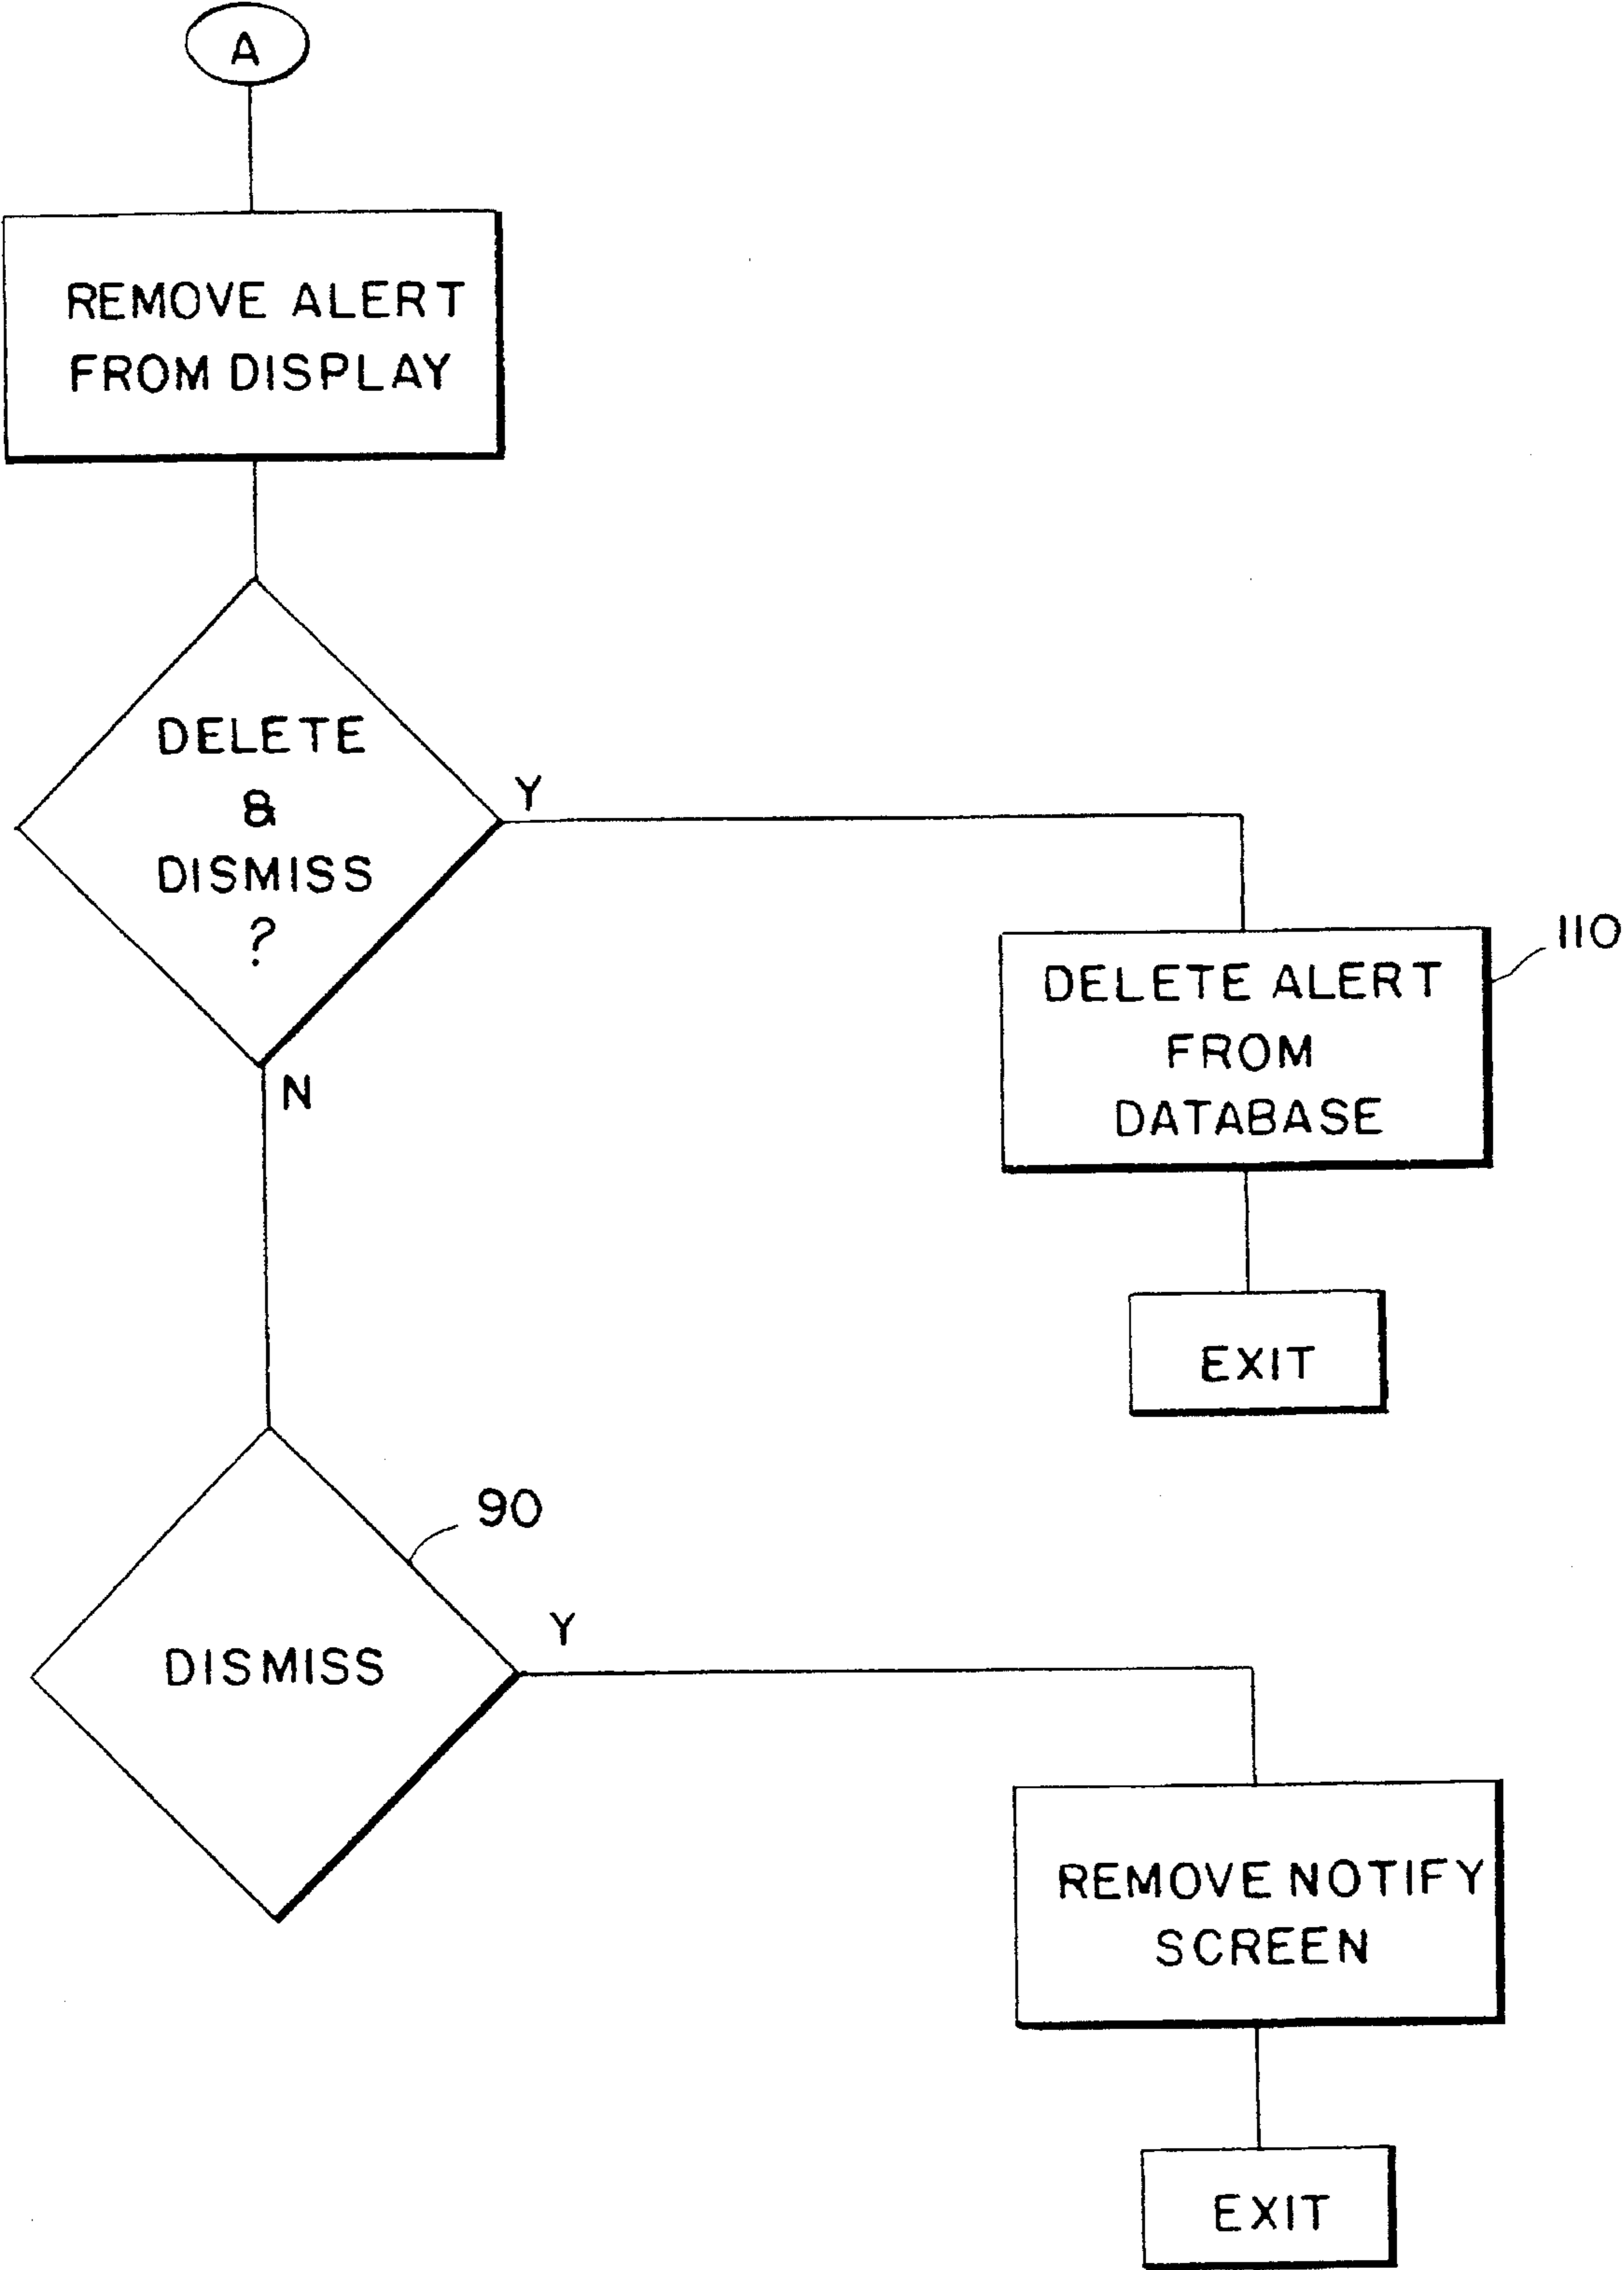 A
REMOVE ALERT
FROM DISPLAY
DELETE
&
DISMISS
?
Y
N
110
DELETE ALERT
FROM
DATABASE
EXIT
90
DISMISS
Y
REMOVE NOTIFY
SCREEN
EXIT